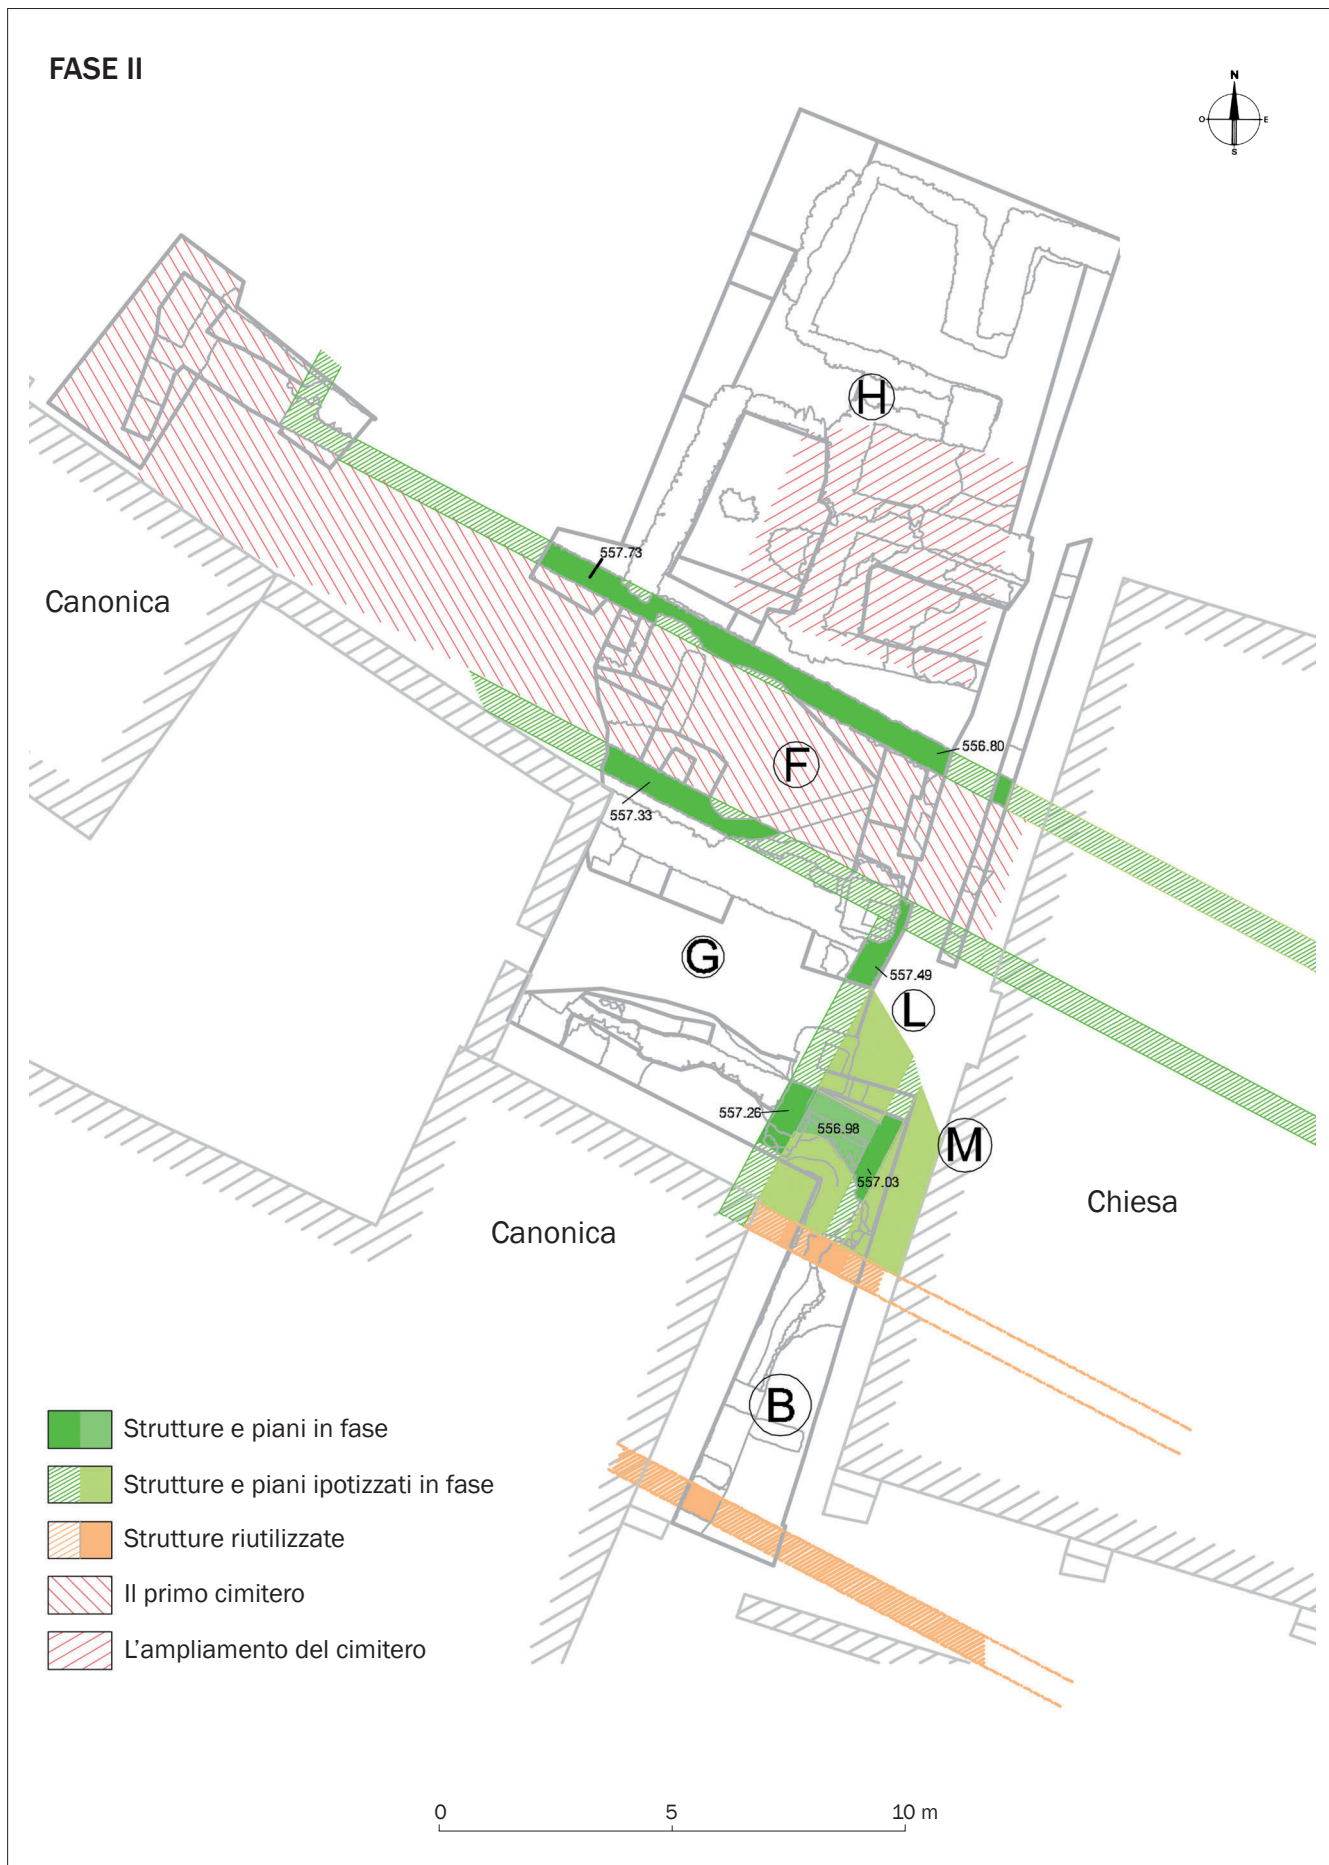 FASE II
N
O
E
S
H
557.73
Canonica
556.80
F
557.33
G
557.49
L
557.26
556.98
M
557.03
Chiesa
Canonica
B
Strutture e piani in fase
Strutture e piani ipotizzati in fase
Strutture riutilizzate
Il primo cimitero
L'ampliamento del cimitero
0 5 10 m